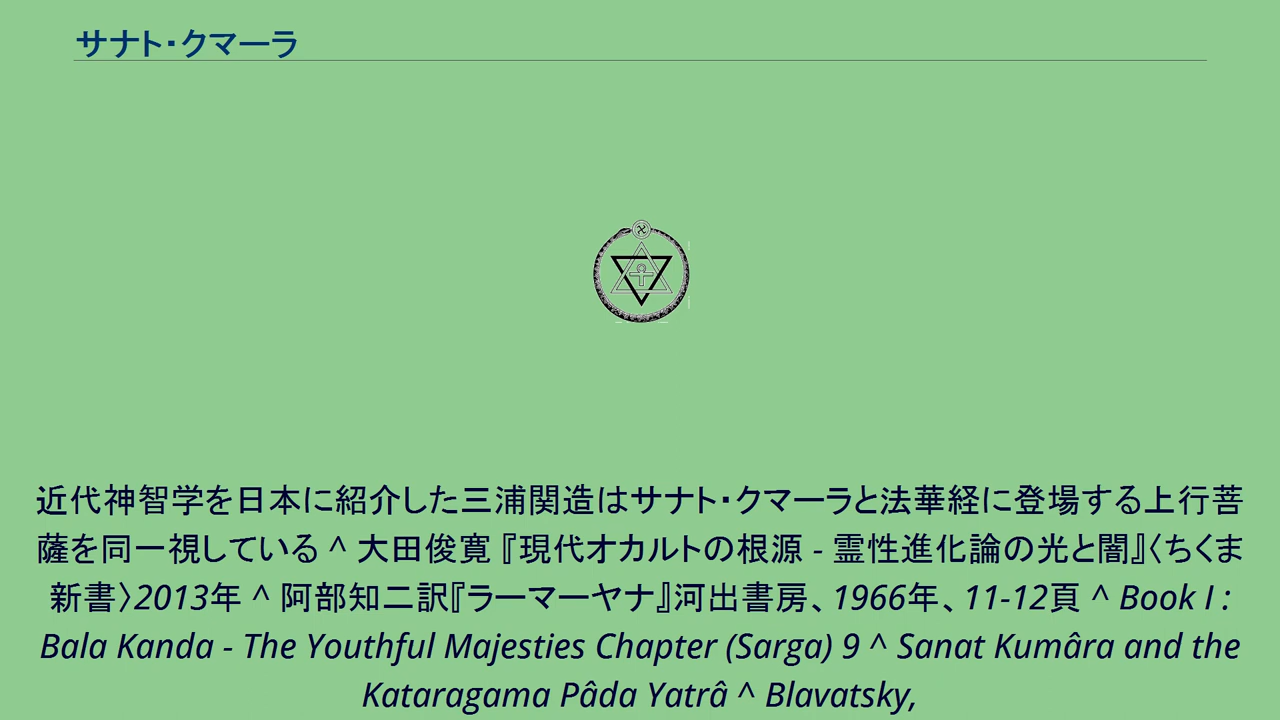 サナト・クマーラ
近代神智学を日本に紹介した三浦関造はサナト・クマーラと法華経に登場する上行菩
薩を同一視している ^ 大田俊寛 『現代オカルトの根源 - 霊性進化論の光と闇』〈ちくま
新書〉2013年 ^ 阿部知二訳『ラーマーヤナ』河出書房、1966年、11-12頁 ^ Book I :
Bala Kanda - The Youthful Majesties Chapter (Sarga) 9 ^ Sanat Kumâra and the
Kataragama Pâda Yatrâ ^ Blavatsky,